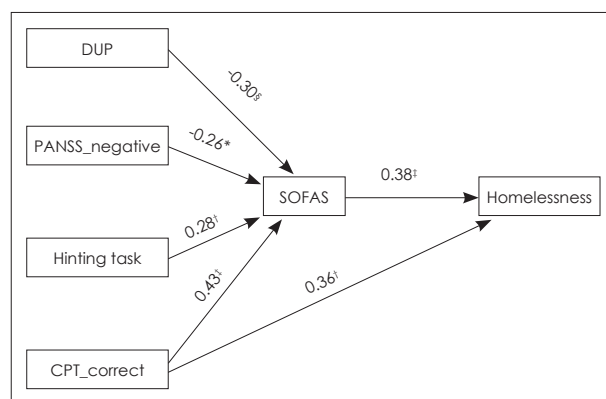 DUP
-0.30§
PANSS_negative
-0.26*
SOFAS
0.38‡
Homelessness
Hinting task
0.28†
0.43‡
0.36†
CPT_correct